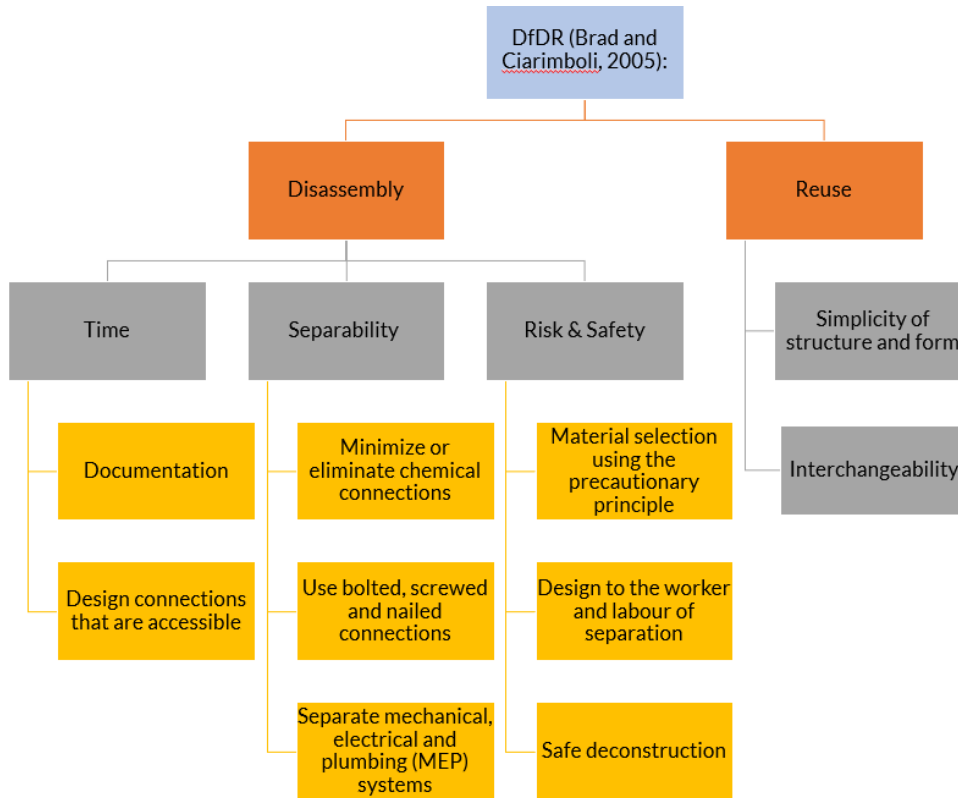 DfDR (Brad and
Ciarimboli, 2005):
Disassembly
Reuse
Time
Separability
Risk & Safety
Simplicity of
structure and form
Documentation
Minimize or
eliminate chemical
connections
Material selection
using the
precautionary
principle
Interchangeability
Design connections
that are accessible
Use bolted, screwed
and nailed
connections
Design to the worker
and labour of
separation
Separate mechanical,
electrical and
plumbing (MEP)
systems
Safe deconstruction